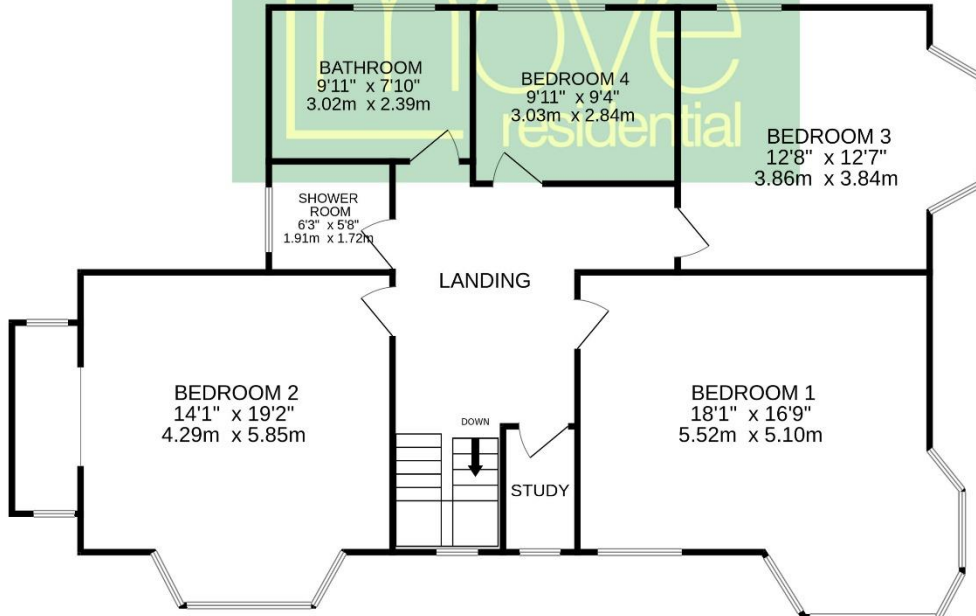 move
residential
BATHROOM
9'11" x 7'10"
3.02m x 2.39m
BEDROOM 4
9'11" x 9'4"
3.03m x 2.84m
BEDROOM 3
12'8" x 12'7"
3.86m x 3.84m
SHOWER
ROOM
6'3" x 5'8"
1.91m x 1.72m
LANDING
BEDROOM 2
14'1" x 19'2"
4.29m x 5.85m
BEDROOM 1
18'1" x 16'9"
5.52m x 5.10m
DOWN
STUDY